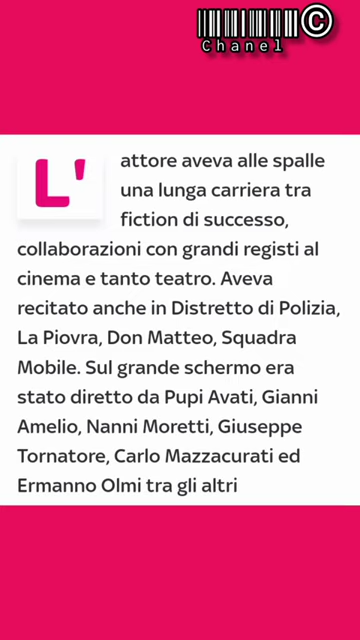 ©
Chanel
L'attore aveva alle spalle
una lunga carriera tra
fiction di successo,
collaborazioni con grandi registi al
cinema e tanto teatro. Aveva
recitato anche in Distretto di Polizia,
La Piovra, Don Matteo, Squadra
Mobile. Sul grande schermo era
stato diretto da Pupi Avati, Gianni
Amelio, Nanni Moretti, Giuseppe
Tornatore, Carlo Mazzacurati ed
Ermanno Olmi tra gli altri